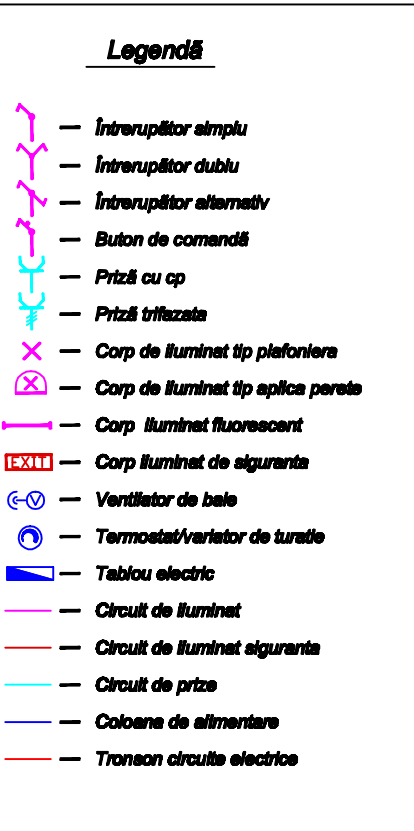 Legendă
Întrerupător simplu
Întrerupător dublu
Întrerupător alternativ
Buton de comandă
Priză cu cp
Priză trifazata
Corp de iluminat tip plafoniera
Corp de iluminat tip aplica perete
Corp iluminat fluorescent
EXIT Corp iluminat de siguranta
Ventilator de baie
Termostat/variator de turatie
Tablou electric
Circuit de iluminat
Circuit de iluminat siguranta
Circuit de prize
Coloana de alimentare
Tronson circuite electrice